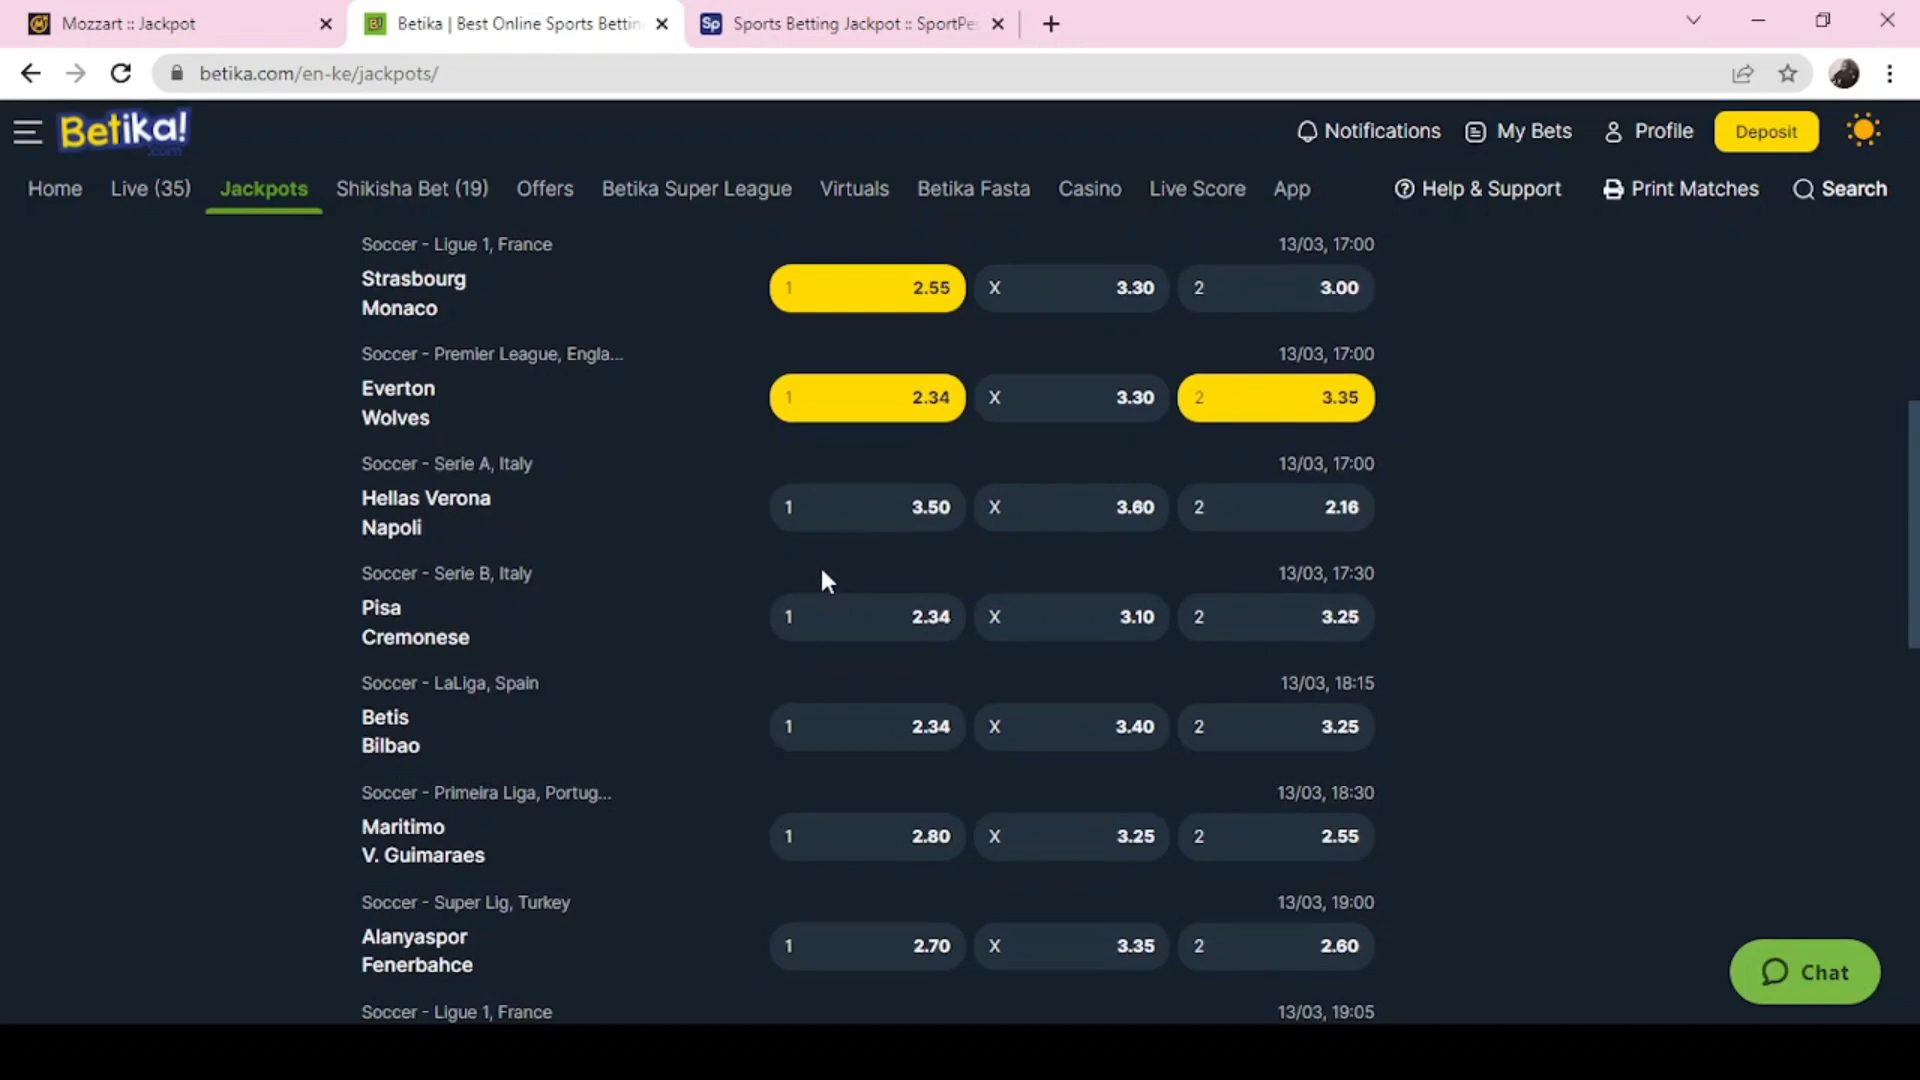 Mozzart :: Jackpot
Betika | Best Online Sports Bettin
Sports Betting Jackpot :: SportPes
betika.com/en-ke/jackpots/
Betika!
.com
Notifications
My Bets
Profile
Deposit
Home
Live (35)
Jackpots
Shikisha Bet (19)
Offers
Betika Super League
Virtuals
Betika Fasta
Casino
Live Score
App
Help & Support
Print Matches
Search
Soccer - Ligue 1, France 13/03, 17:00
Strasbourg
Monaco
1 2.55 X 3.30 2 3.00
Soccer - Premier League, Engla... 13/03, 17:00
Everton
Wolves
1 2.34 X 3.30 2 3.35
Soccer - Serie A, Italy 13/03, 17:00
Hellas Verona
Napoli
1 3.50 X 3.60 2 2.16
Soccer - Serie B, Italy 13/03, 17:30
Pisa
Cremonese
1 2.34 X 3.10 2 3.25
Soccer - LaLiga, Spain 13/03, 18:15
Betis
Bilbao
1 2.34 X 3.40 2 3.25
Soccer - Primeira Liga, Portug... 13/03, 18:30
Maritimo
V. Guimaraes
1 2.80 X 3.25 2 2.55
Soccer - Super Lig, Turkey 13/03, 19:00
Alanyaspor
Fenerbahce
1 2.70 X 3.35 2 2.60
Soccer - Ligue 1, France 13/03, 19:05
Chat